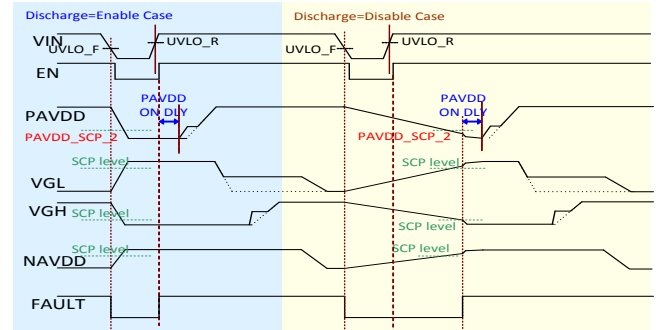 Discharge=Enable Case
Discharge=Disable Case
VIN
UVLO_F
UVLO_R
UVLO_F
UVLO_R
EN
PAVDD
PAVDD
ON DLY
PAVDD
ON DLY
PAVDD_SCP_2
PAVDD_SCP_2
SCP level
SCP level
VGL
VGH
SCP level
SCP level
SCP level
SCP level
NAVDD
FAULT